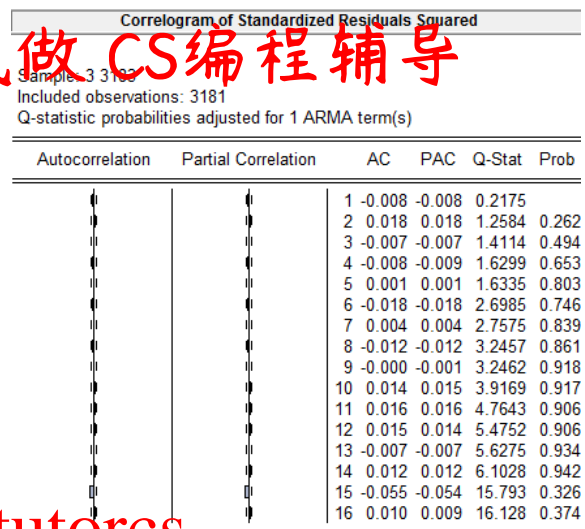 Correlogram of Standardized Residuals Squared
做 CS编程辅导
Sample: 3 3183
Included observations: 3181
Q-statistic probabilities adjusted for 1 ARMA term(s)
Autocorrelation Partial Correlation AC PAC Q-Stat Prob
1 -0.008 -0.008 0.2175
2 0.018 0.018 1.2584 0.262
3 -0.007 -0.007 1.4114 0.494
4 -0.008 -0.009 1.6299 0.653
5 0.001 0.001 1.6335 0.803
6 -0.018 -0.018 2.6985 0.746
7 0.004 0.004 2.7575 0.839
8 -0.012 -0.012 3.2457 0.861
9 -0.000 -0.001 3.2462 0.918
10 0.014 0.015 3.9169 0.917
11 0.016 0.016 4.7643 0.906
12 0.015 0.014 5.4752 0.906
13 -0.007 -0.007 5.6275 0.934
14 0.012 0.012 6.1028 0.942
15 -0.055 -0.054 15.793 0.326
16 0.010 0.009 16.128 0.374
tutorcs